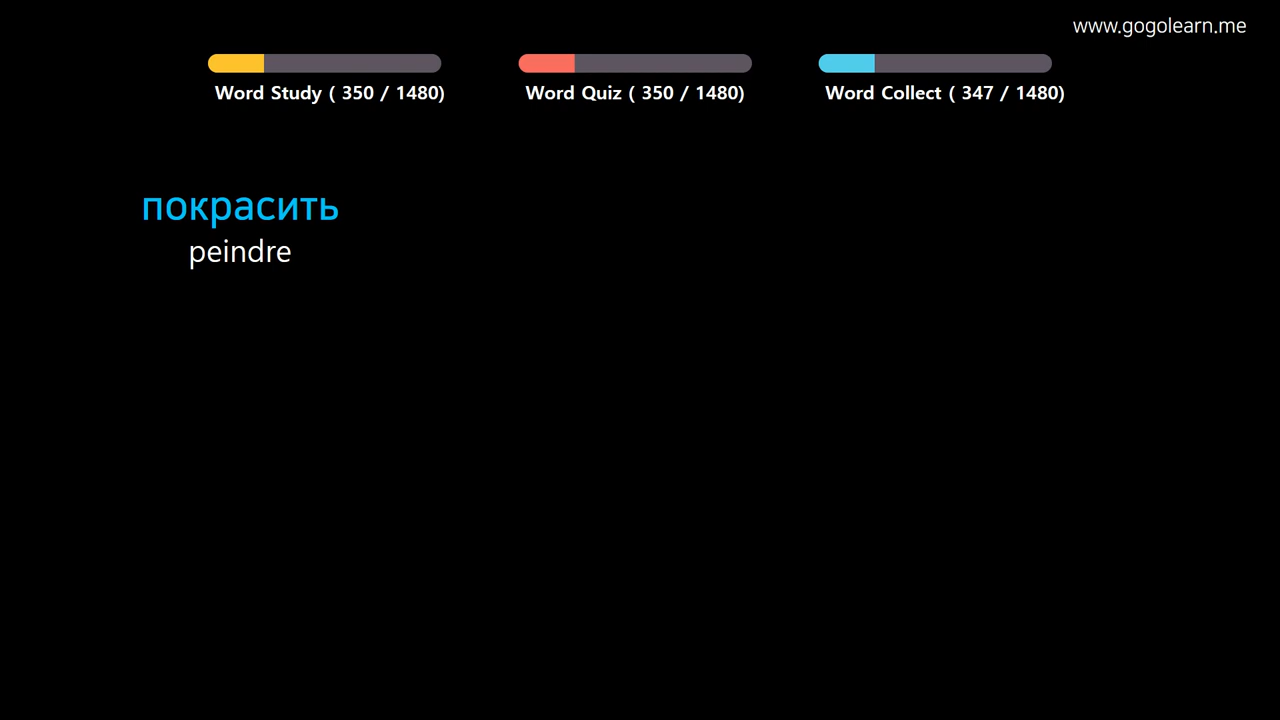 www.gogolearn.me
Word Study ( 350 / 1480)
Word Quiz ( 350 / 1480)
Word Collect ( 347 / 1480)
покрасить
peindre